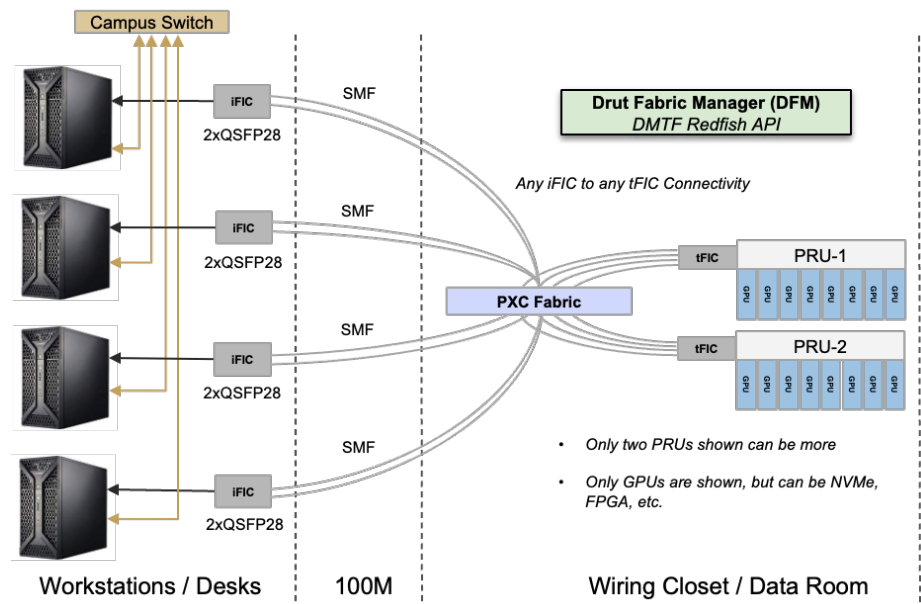 Campus Switch
iFIC
2xQSFP28
SMF
Drut Fabric Manager (DFM)
DMTF Redfish API
Any iFIC to any tFIC Connectivity
iFIC
2xQSFP28
SMF
tFIC
PRU-1
GPU
GPU
GPU
GPU
GPU
GPU
GPU
GPU
PXC Fabric
iFIC
2xQSFP28
SMF
tFIC
PRU-2
GPU
GPU
GPU
GPU
GPU
GPU
GPU
GPU
iFIC
2xQSFP28
SMF
• Only two PRUs shown can be more
• Only GPUs are shown, but can be NVMe,
FPGA, etc.
Workstations / Desks
100M
Wiring Closet / Data Room